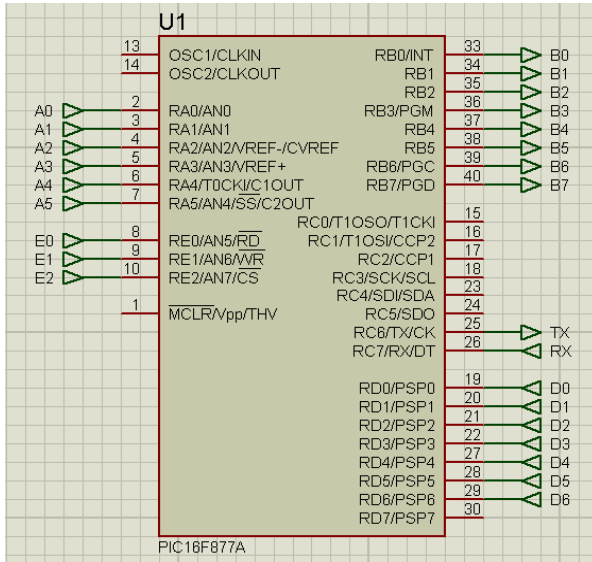 U1
13 OSC1/CLKIN RB0/INT 33 B0
14 OSC2/CLKOUT RB1 34 B1
RB2 35 B2
A0 2 RA0/AN0 RB3/PGM 36 B3
A1 3 RA1/AN1 RB4 37 B4
A2 4 RA2/AN2/VREF-/CVREF RB5 38 B5
A3 5 RA3/AN3/VREF+ RB6/PGC 39 B6
A4 6 RA4/T0CKI/C1OUT RB7/PGD 40 B7
A5 7 RA5/AN4/SS/C2OUT
RC0/T1OSO/T1CKI 15
E0 8 RE0/AN5/RD RC1/T1OSI/CCP2 16
E1 9 RE1/AN6/WR RC2/CCP1 17
E2 10 RE2/AN7/CS RC3/SCK/SCL 18
RC4/SDI/SDA 23
1 MCLR/Vpp/THV RC5/SDO 24
RC6/TX/CK 25 TX
RC7/RX/DT 26 RX
RD0/PSP0 19 D0
RD1/PSP1 20 D1
RD2/PSP2 21 D2
RD3/PSP3 22 D3
RD4/PSP4 27 D4
RD5/PSP5 28 D5
RD6/PSP6 29 D6
RD7/PSP7 30
PIC16F877A